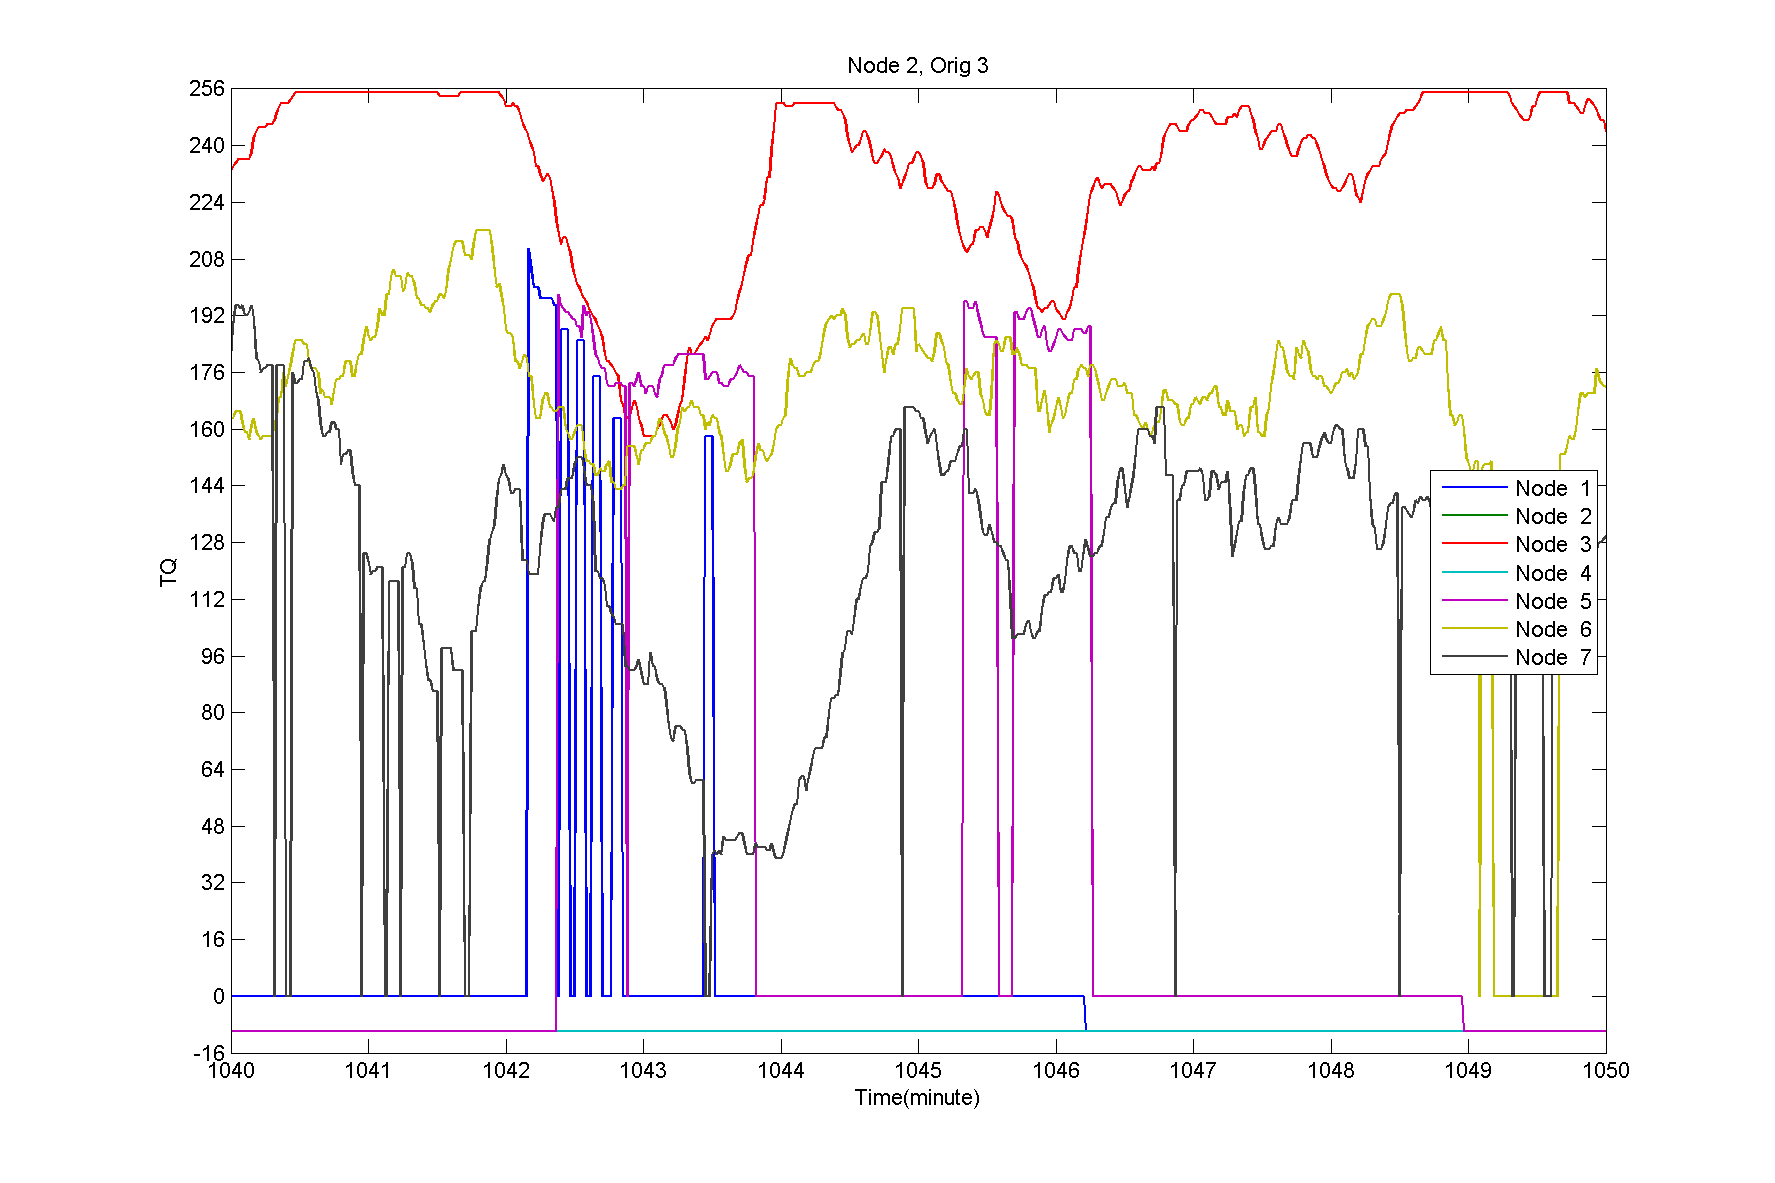 Node 2, Orig 3
256
240
224
208
192
176
160
144
128
112
96
80
64
48
32
16
0
-16
TQ
Node 1
Node 2
Node 3
Node 4
Node 5
Node 6
Node 7
1040 1041 1042 1043 1044 1045 1046 1047 1048 1049 1050
Time(minute)